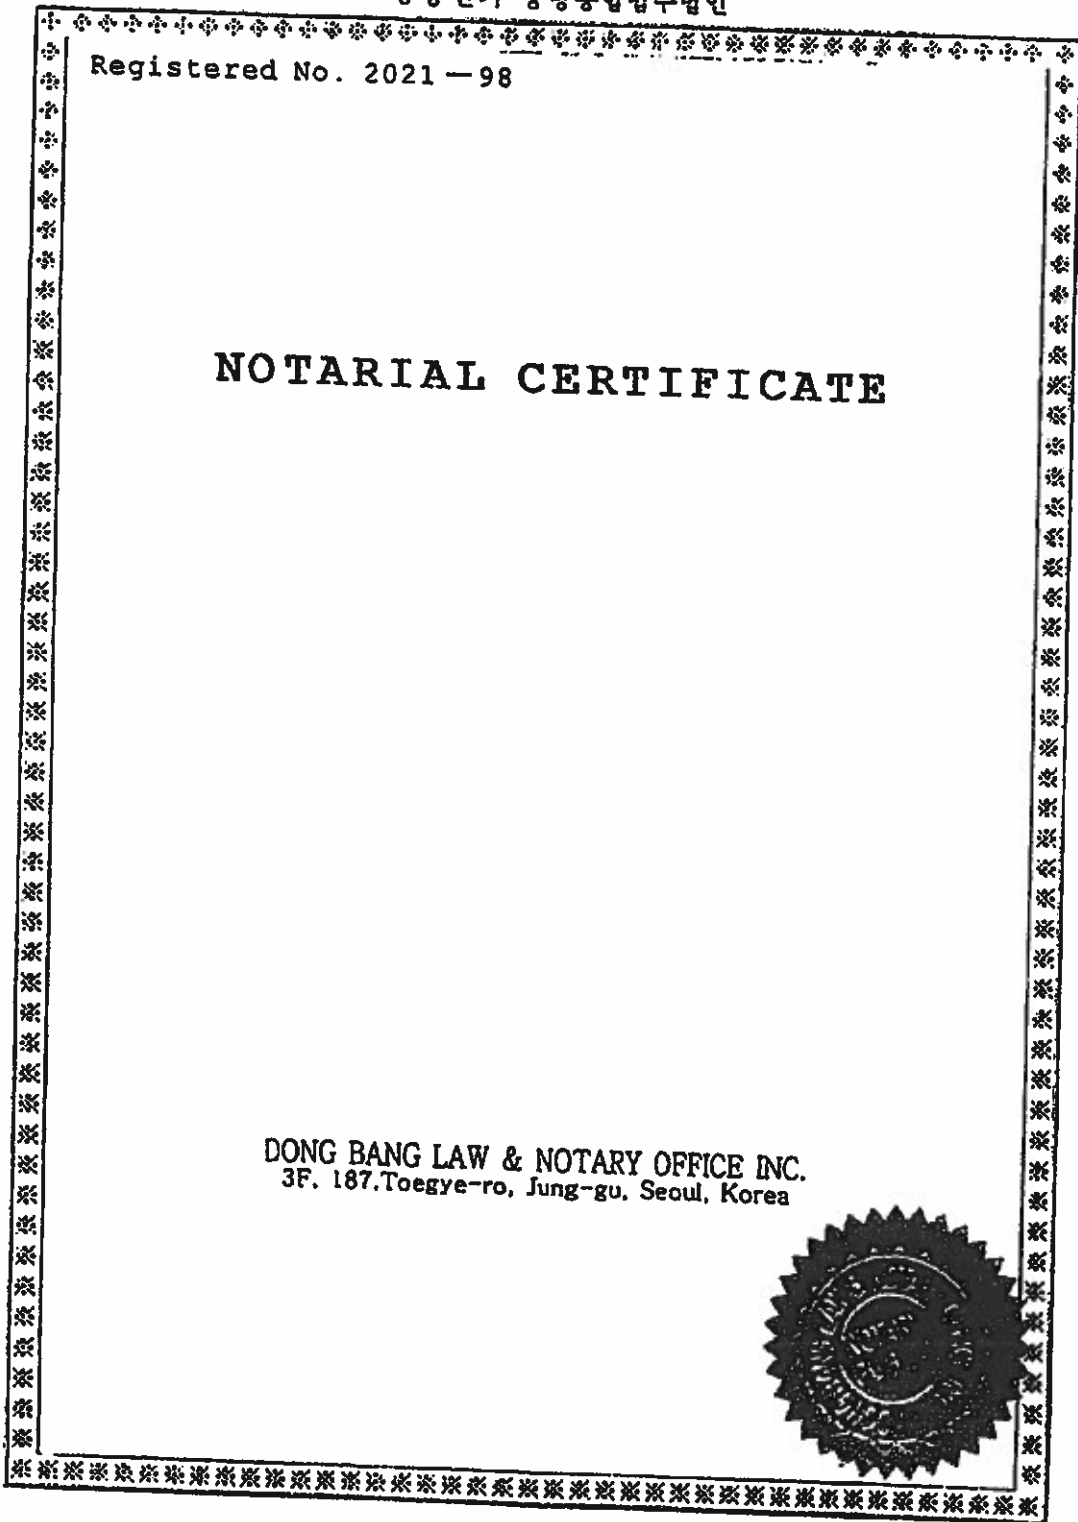 Registered No. 2021-98
NOTARIAL CERTIFICATE
DONG BANG LAW & NOTARY OFFICE INC.
3F. 187.Toegye-ro, Jung-gu. Seoul, Korea